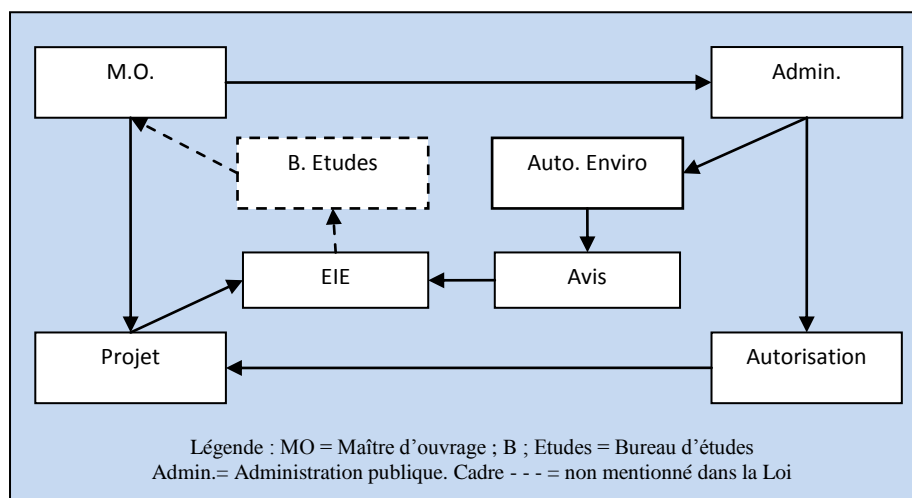 M.O.
Admin.
B. Etudes
Auto. Enviro
EIE
Avis
Projet
Autorisation
Légende : MO = Maître d’ouvrage ; B ; Etudes = Bureau d’études
Admin.= Administration publique. Cadre - - - = non mentionné dans la Loi